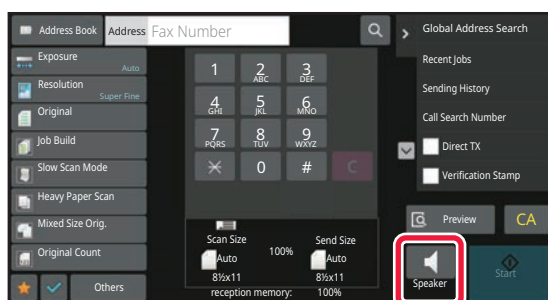 Address Book
Address
Fax Number
Global Address Search
Exposure
Auto
Recent Jobs
Resolution
Super Fine
Sending History
Original
Call Search Number
Job Build
Direct TX
Slow Scan Mode
Verification Stamp
Heavy Paper Scan
Mixed Size Orig.
Original Count
Others
1
2
ABC
3
DEF
4
GHI
5
JKL
6
MNO
7
PQRS
8
TUV
9
WXYZ
0
#
C
Scan Size
Auto
8½x11
100%
Send Size
Auto
8½x11
reception memory: 100%
Preview
CA
Speaker
Start